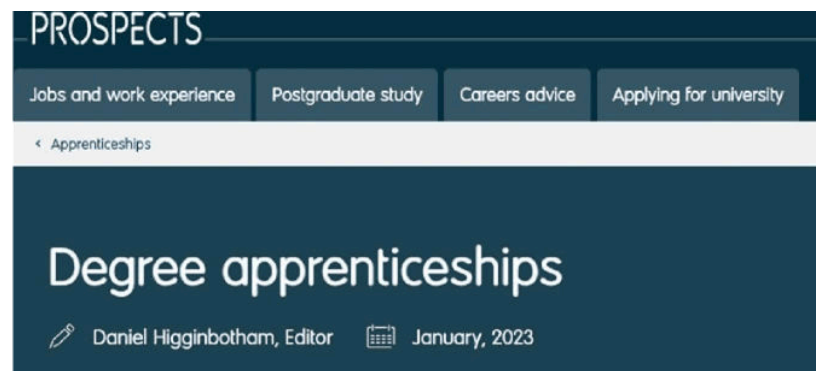 PROSPECTS
Jobs and work experience Postgraduate study Careers advice Applying for university
< Apprenticeships
Degree apprenticeships
Daniel Higginbotham, Editor January, 2023